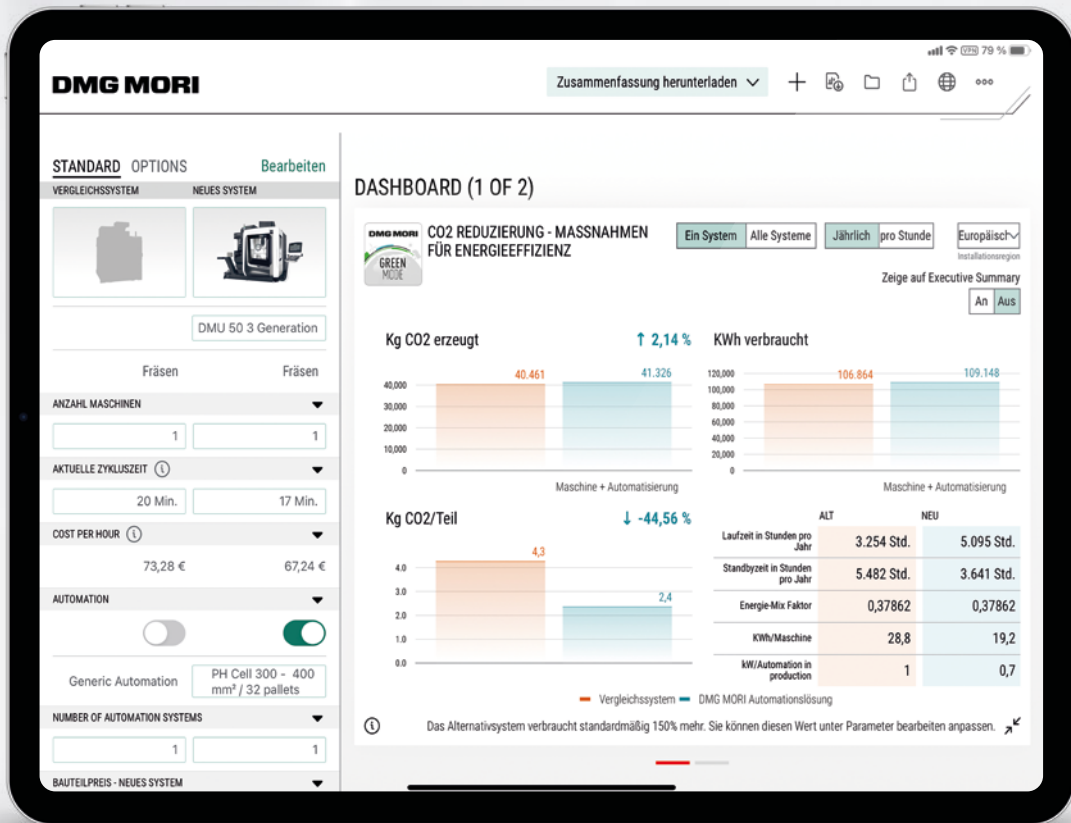 VPN 79 %
DMG MORI
Zusammenfassung herunterladen
STANDARD OPTIONS Bearbeiten
VERGLEICHSSYSTEM NEUES SYSTEM
DMU 50 3 Generation
Fräsen Fräsen
ANZAHL MASCHINEN
1 1
AKTUELLE ZYKLUSZEIT
20 Min. 17 Min.
COST PER HOUR
73,28 € 67,24 €
AUTOMATION
Generic Automation
PH Cell 300 - 400
mm² / 32 pallets
NUMBER OF AUTOMATION SYSTEMS
1 1
BAUTEILPREIS - NEUES SYSTEM
DASHBOARD (1 OF 2)
DMG MORI
GREEN
MODE
CO2 REDUZIERUNG - MASSNAHMEN
FÜR ENERGIEEFFIZIENZ
Ein System Alle Systeme Jährlich pro Stunde Europäisch
Installationsregion
Zeige auf Executive Summary
An Aus
Kg CO2 erzeugt ↑ 2,14 %
40.461 41.326
40,000
30,000
20,000
10,000
0
Maschine + Automatisierung
KWh verbraucht
106.864 109.148
120,000
100,000
80,000
60,000
40,000
20,000
0
Maschine + Automatisierung
Kg CO2/Teil ↓ -44,56 %
4,3
2,4
4.0
3.0
2.0
1.0
0.0
ALT NEU
Laufzeit in Stunden pro
Jahr
3.254 Std. 5.095 Std.
Standbyzeit in Stunden
pro Jahr
5.482 Std. 3.641 Std.
Energie-Mix Faktor 0,37862 0,37862
KWh/Maschine 28,8 19,2
kW/Automation in
production
1 0,7
Vergleichssystem DMG MORI Automationslösung
Das Alternativsystem verbraucht standardmäßig 150% mehr. Sie können diesen Wert unter Parameter bearbeiten anpassen.